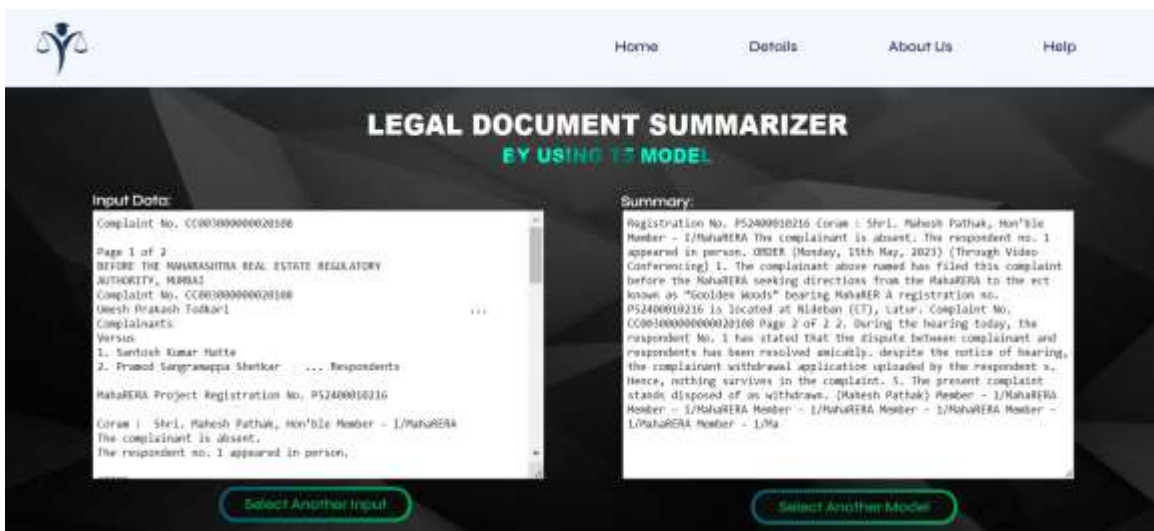 Home Details About Us Help
LEGAL DOCUMENT SUMMARIZER
BY USING T5 MODEL
Input Data:
Complaint No. CC003000000020108
Page 1 of 2
BEFORE THE MAHARASHTRA REAL ESTATE REGULATORY
AUTHORITY, MUMBAI
Complaint No. CC003000000020108
Umesh Prakash Todkari ...
Complainants
Versus
1. Santosh Kumar Hatte
2. Pramod Sangramappa Shetkar ... Respondents
MahaRERA Project Registration No. P52400010216
Coram : Shri. Mahesh Pathak, Hon'ble Member - I/MahaRERA
The complainant is absent.
The respondent no. 1 appeared in person.
Select Another Input
Summary:
Registration No. P52400010216 Coram : Shri. Mahesh Pathak, Hon'ble
Member - I/MahaRERA The complainant is absent. The respondent no. 1
appeared in person. ORDER (Monday, 15th May, 2023) (Through Video
Conferencing) 1. The complainant above named has filed this complaint
before the MahaRERA seeking directions from the MahaRERA to the
known as "Goolden Woods" bearing MahaRER A registration no.
P52400010216 is located at Nideban (CT), Latur. Complaint No.
CC003000000000020108 Page 2 of 2 2. During the hearing today, the
respondent No. 1 has stated that the dispute between complainant and
respondents has been resolved amicably. despite the notice of hearing,
the complainant withdrawal application uploaded by the respondent s.
Hence, nothing survives in the complaint. 5. The present complaint
stands disposed of as withdrawn. (Mahesh Pathak) Member - 1/MahaRERA
Member - 1/MahaRERA Member - 1/MahaRERA Member - 1/MahaRERA Member -
1/MahaRERA Member - 1/Ma
Select Another Model